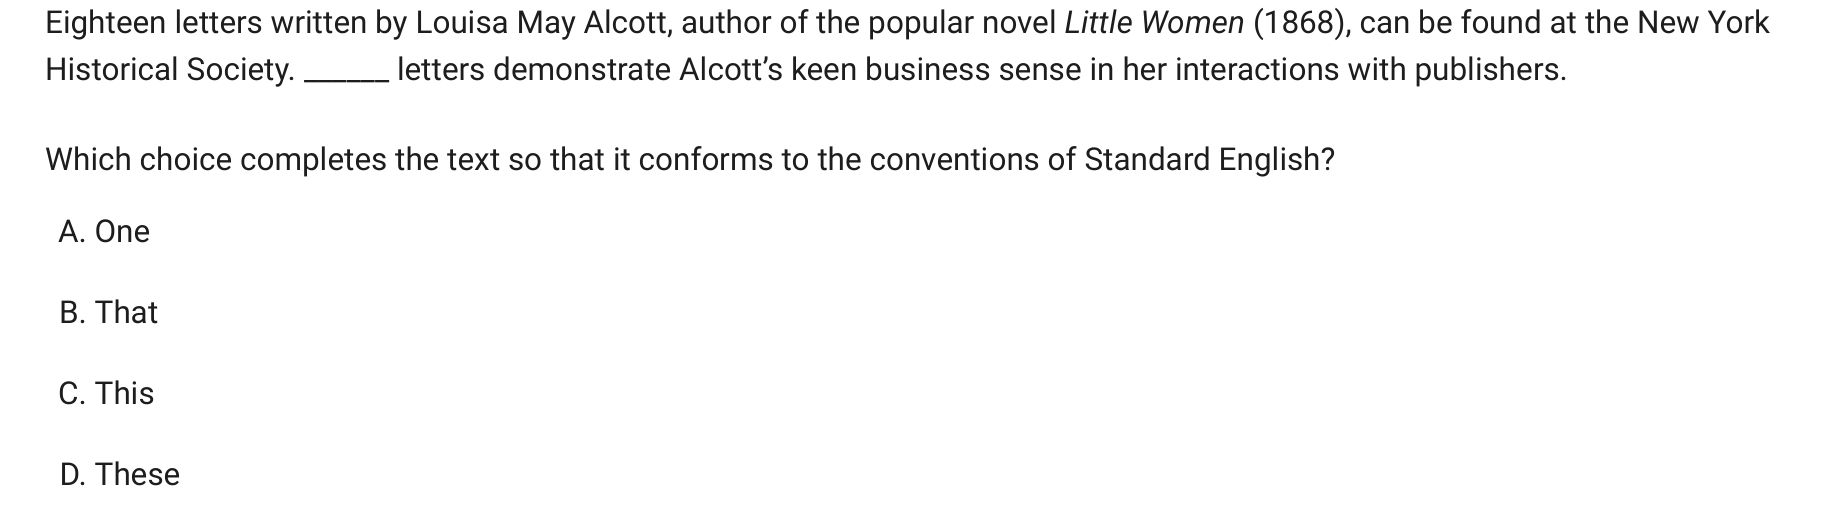 Eighteen letters written by Louisa May Alcott, author of the popular novel Little Women (1868), can be found at the New York
Historical Society. ______ letters demonstrate Alcott’s keen business sense in her interactions with publishers.
Which choice completes the text so that it conforms to the conventions of Standard English?
A. One
B. That
C. This
D. These